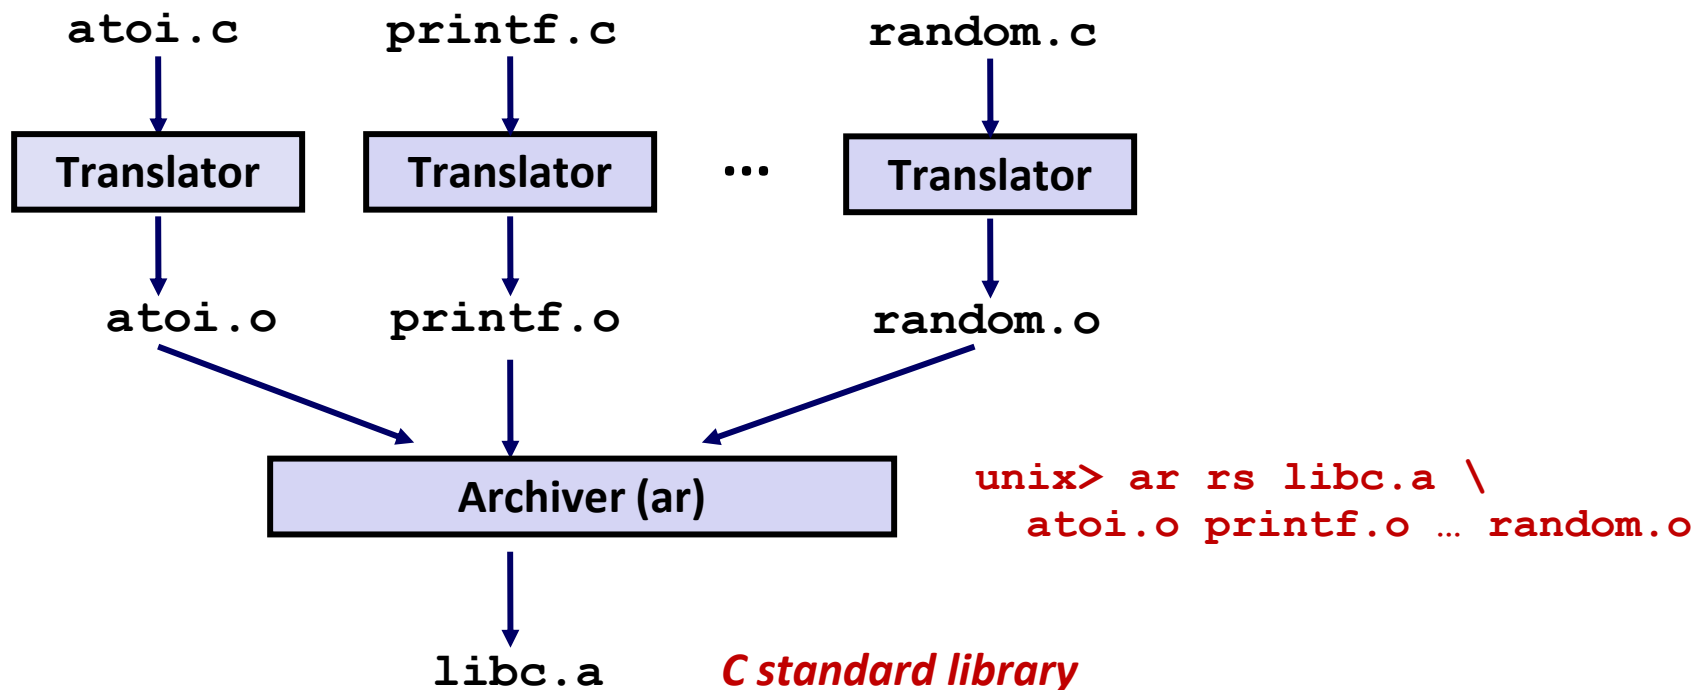 atoi.c printf.c random.c
Translator Translator ... Translator
atoi.o printf.o random.o
Archiver (ar)
unix> ar rs libc.a \
atoi.o printf.o … random.o
libc.a C standard library